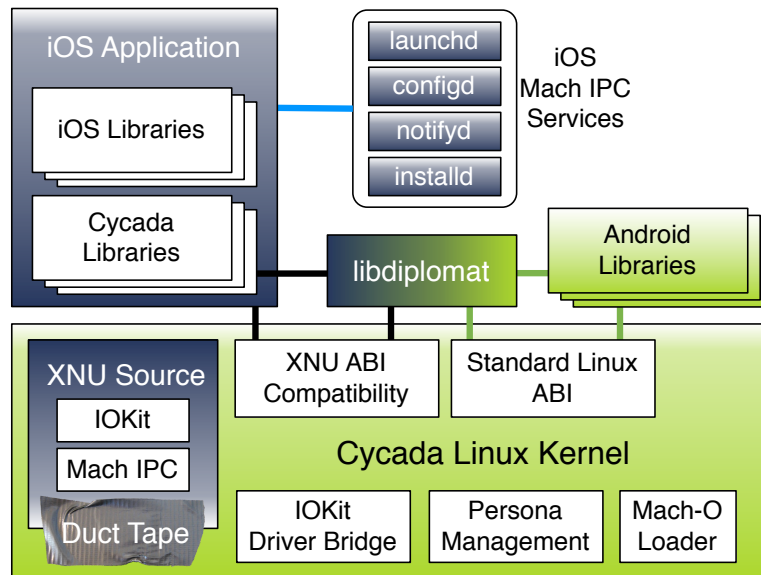 iOS Application
iOS Libraries
Cycada
Libraries
launchd
configd
notifyd
installd
iOS
Mach IPC
Services
libdiplomat
Android
Libraries
XNU Source
IOKit
Mach IPC
Duct Tape
XNU ABI
Compatibility
Standard Linux
ABI
Cycada Linux Kernel
IOKit
Driver Bridge
Persona
Management
Mach-O
Loader